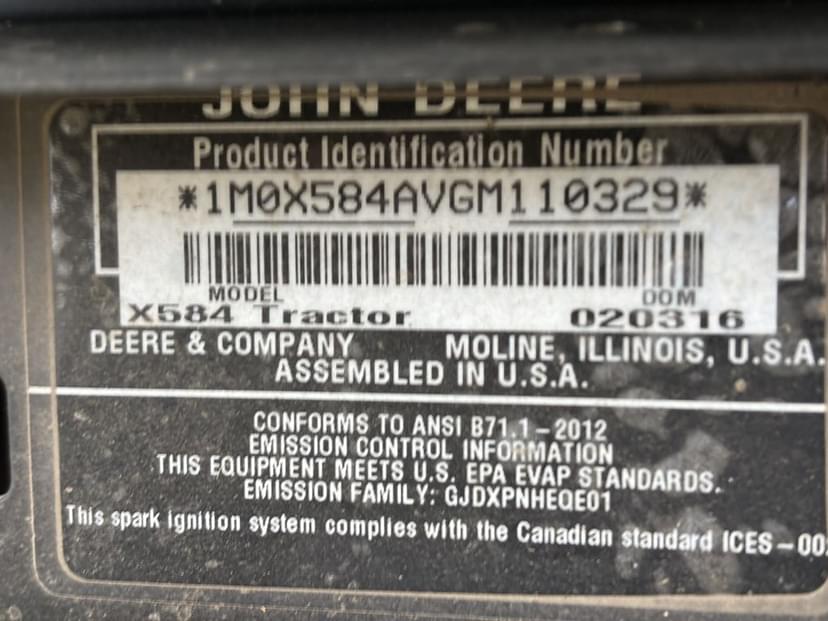 JOHN DEERE
Product Identification Number
*1M0X584AVGM110329*
MODEL DOM
X584 Tractor 020316
DEERE & COMPANY MOLINE, ILLINOIS, U.S.A.
ASSEMBLED IN U.S.A.
CONFORMS TO ANSI B71.1–2012
EMISSION CONTROL INFORMATION
THIS EQUIPMENT MEETS U.S. EPA EVAP STANDARDS.
EMISSION FAMILY: GJDXPNHEQE01
This spark ignition system complies with the Canadian standard ICES–00